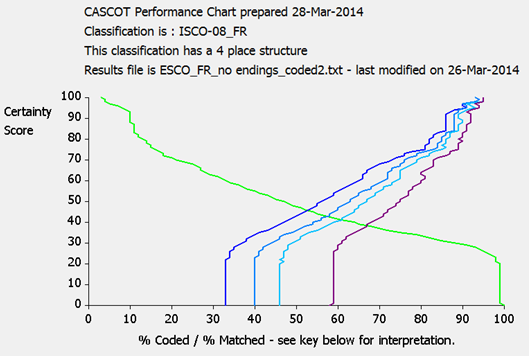 CASCOT Performance Chart prepared 28-Mar-2014
Classification is : ISCO-08_FR
This classification has a 4 place structure
Results file is ESCO_FR_no endings_coded2.txt - last modified on 26-Mar-2014
Certainty
Score
100
90
80
70
60
50
40
30
20
10
0
0 10 20 30 40 50 60 70 80 90 100
% Coded / % Matched - see key below for interpretation.